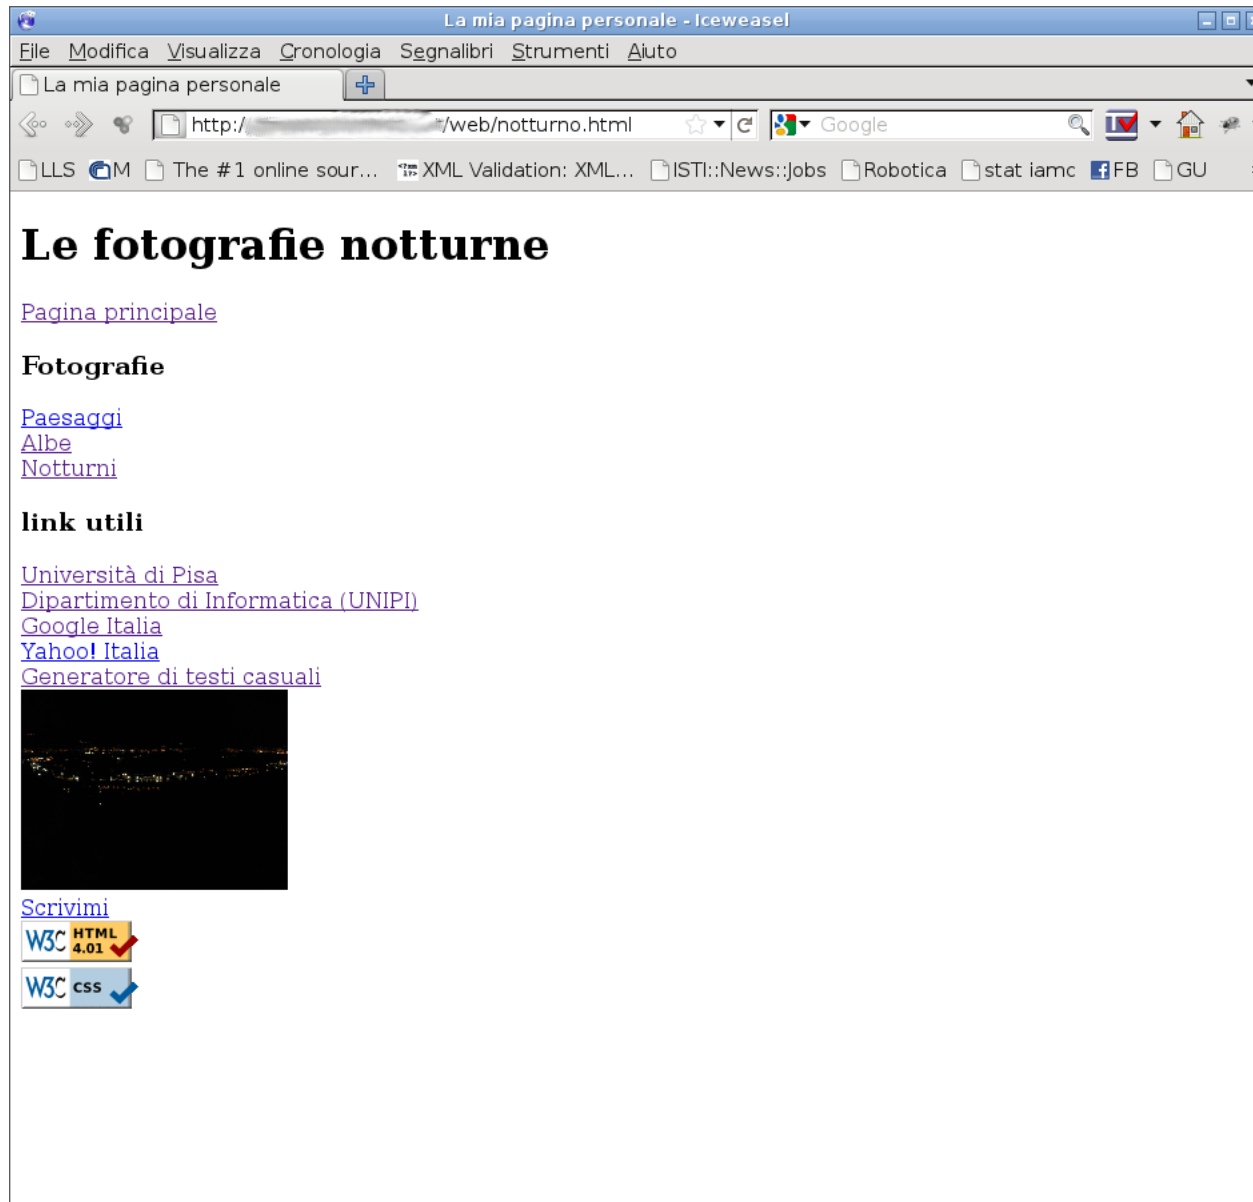 La mia pagina personale - Iceweasel
File Modifica Visualizza Cronologia Segnalibri Strumenti Aiuto
La mia pagina personale
http:/ /web/notturno.html Google
LLS M The #1 online sour... XML Validation: XML... ISTI::News::Jobs Robotica stat iamc FB GU
Le fotografie notturne
Pagina principale
Fotografie
Paesaggi
Albe
Notturni
link utili
Università di Pisa
Dipartimento di Informatica (UNIPI)
Google Italia
Yahoo! Italia
Generatore di testi casuali
Scrivimi
W3C HTML
4.01
W3C css